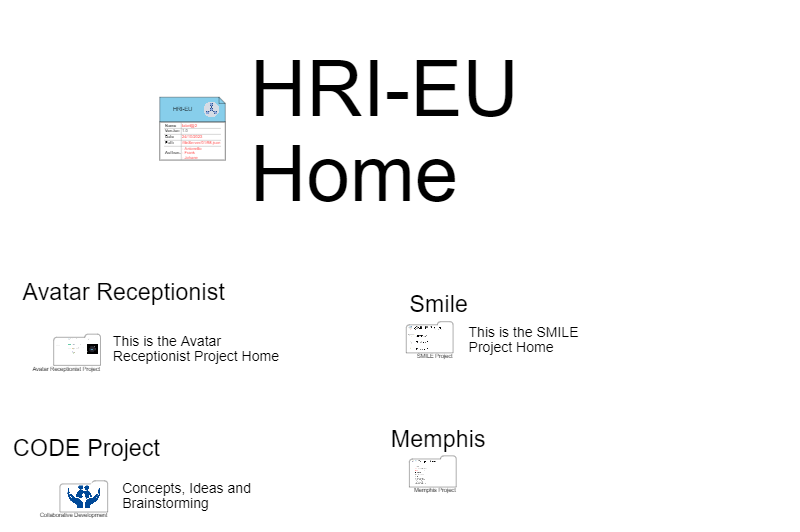 HRI-EU
Home
HRI-EU
Name
Version 1.0
Date
Path
Authors
Avatar Receptionist
This is the Avatar
Receptionist Project Home
Avatar Receptionist Project
Smile
This is the SMILE
Project Home
SMILE Project
CODE Project
Concepts, Ideas and
Brainstorming
Collaborative Development
Memphis
Memphis Project